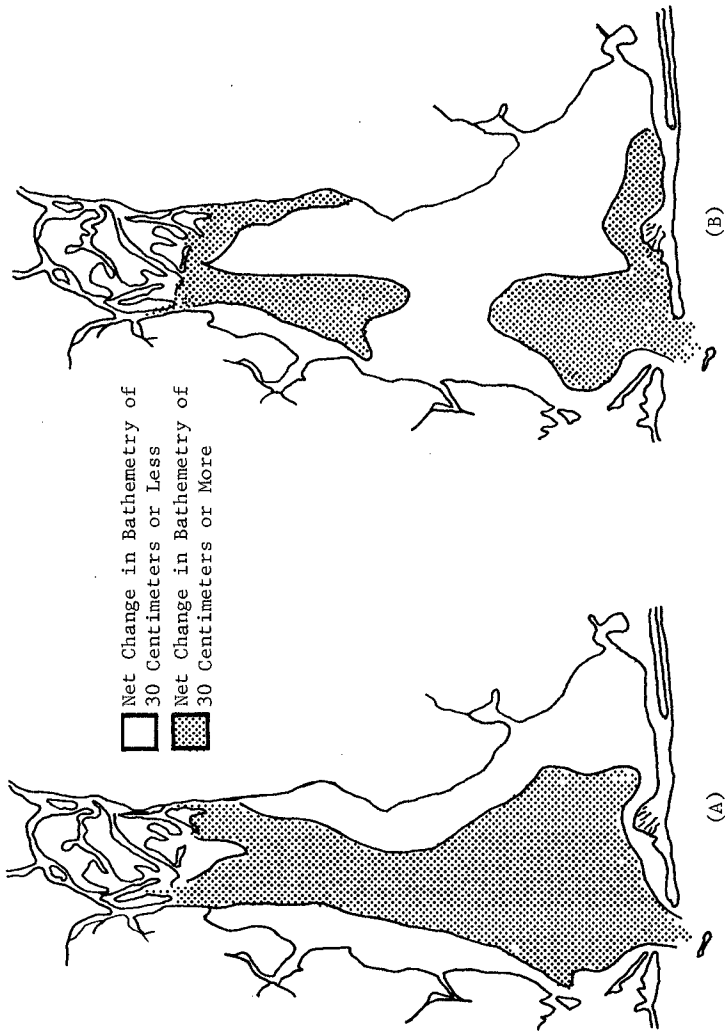 Net Change in Bathemetry of
30 Centimeters or Less
Net Change in Bathemetry of
30 Centimeters or More
(A)
(B)